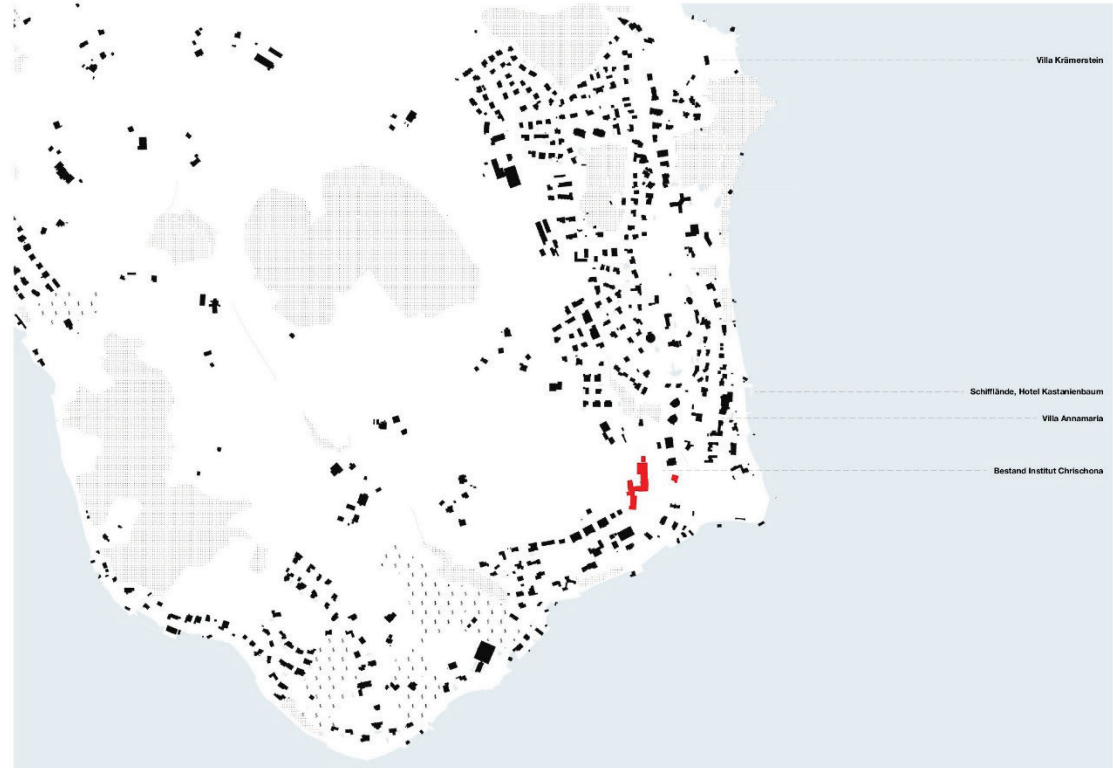 Villa Krämerstein
Schifflände, Hotel Kastanienbaum
Villa Annamaria
Bestand Institut Chrischona